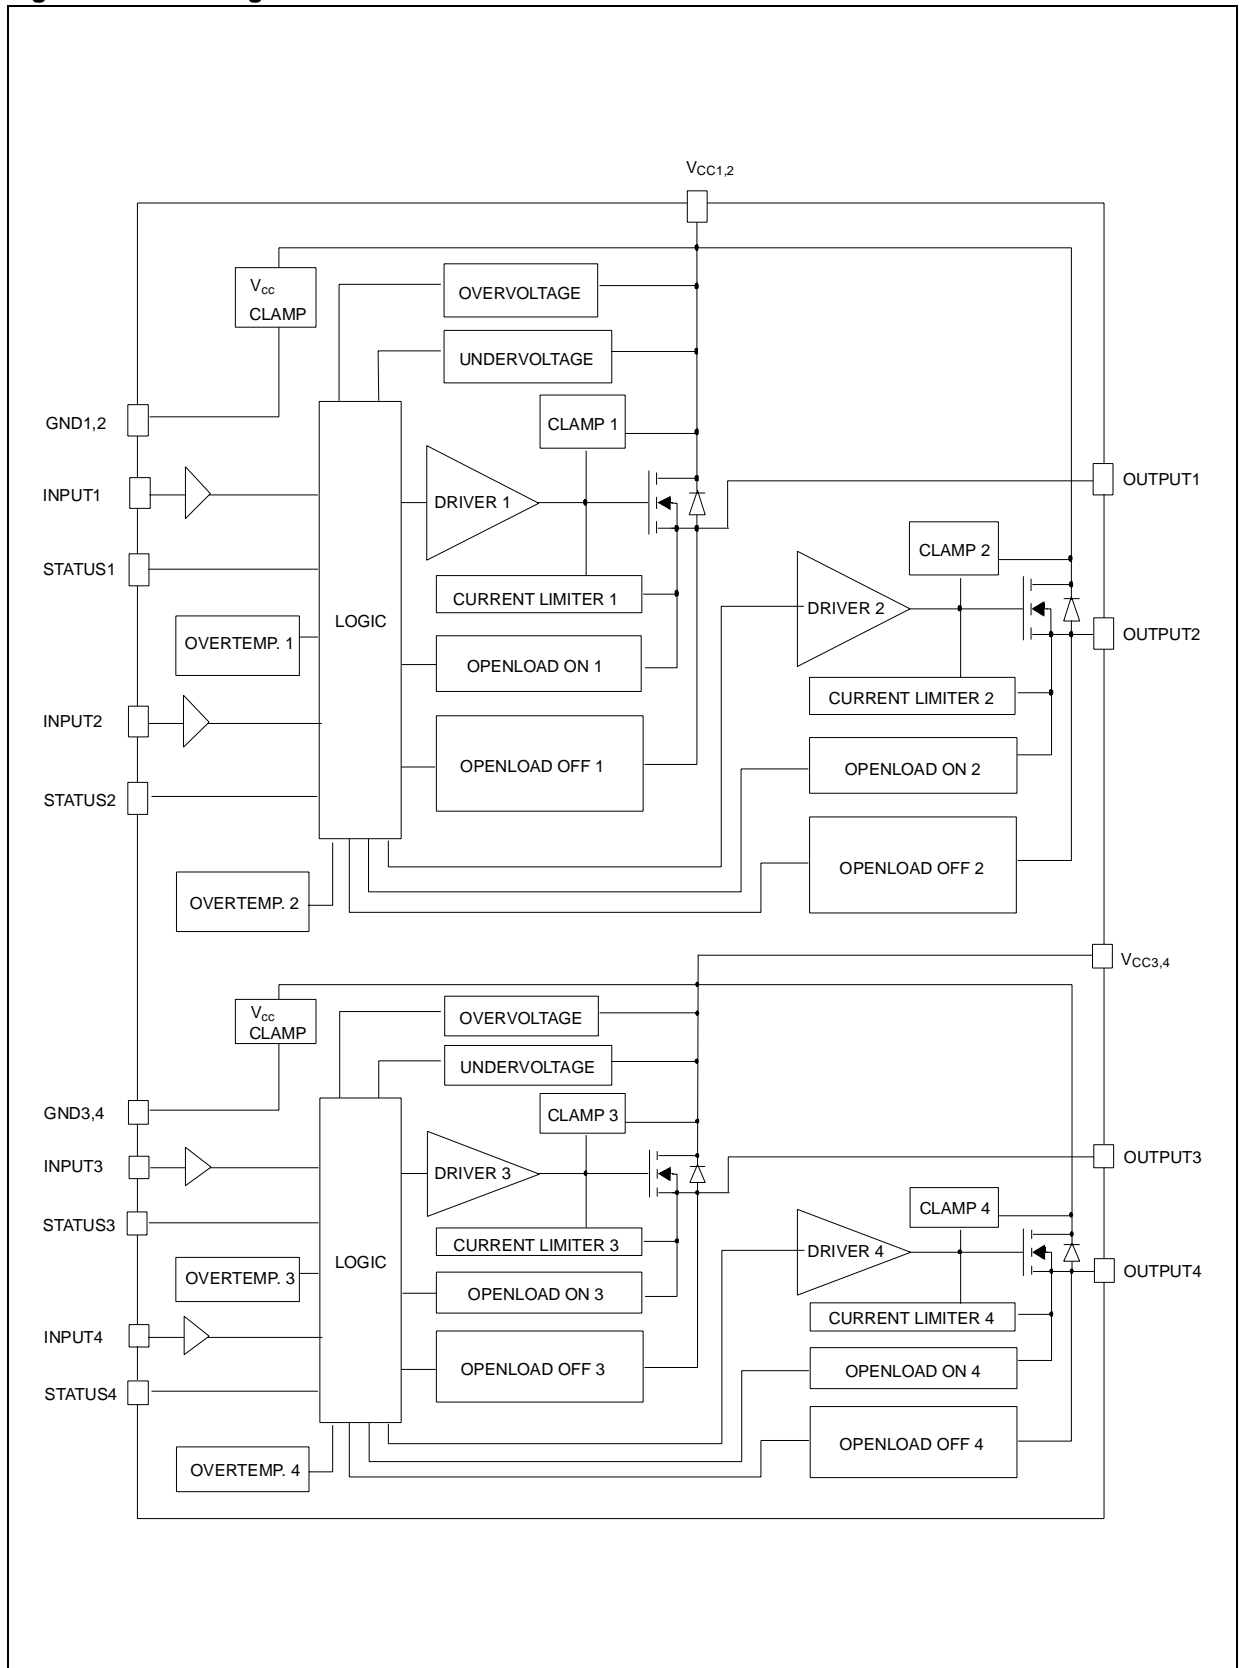 VCC1,2
Vcc
CLAMP
OVERVOLTAGE
UNDERVOLTAGE
GND1,2
CLAMP 1
INPUT1
DRIVER 1
OUTPUT1
STATUS1
CLAMP 2
CURRENT LIMITER 1
DRIVER 2
LOGIC
OVERTEMP. 1
OUTPUT2
OPENLOAD ON 1
CURRENT LIMITER 2
INPUT2
OPENLOAD OFF 1
OPENLOAD ON 2
STATUS2
OPENLOAD OFF 2
OVERTEMP. 2
VCC3,4
Vcc
CLAMP
OVERVOLTAGE
UNDERVOLTAGE
GND3,4
CLAMP 3
INPUT3
DRIVER 3
OUTPUT3
STATUS3
CLAMP 4
CURRENT LIMITER 3
DRIVER 4
LOGIC
OVERTEMP. 3
OUTPUT4
OPENLOAD ON 3
CURRENT LIMITER 4
INPUT4
OPENLOAD OFF 3
OPENLOAD ON 4
STATUS4
OPENLOAD OFF 4
OVERTEMP. 4